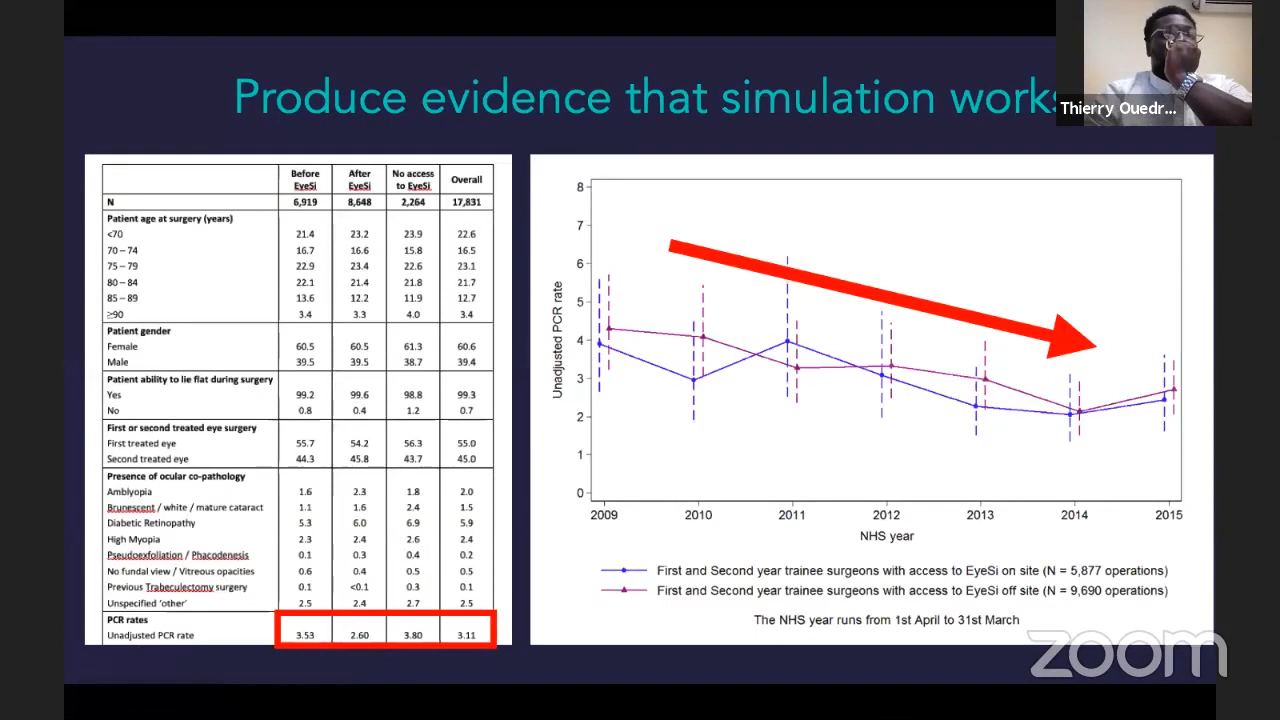 Produce evidence that simulation works
Thierry Ouedr...
Before EyeSi After EyeSi No access to EyeSi Overall
N 6,919 8,648 2,264 17,831
Patient age at surgery (years)
<70 21.4 23.2 23.9 22.6
70 – 74 16.7 16.6 15.8 16.5
75 – 79 22.9 23.4 22.6 23.1
80 – 84 22.1 21.4 21.8 21.7
85 – 89 13.6 12.2 11.9 12.7
≥90 3.4 3.3 4.0 3.4
Patient gender
Female 60.5 60.5 61.3 60.6
Male 39.5 39.5 38.7 39.4
Patient ability to lie flat during surgery
Yes 99.2 99.6 98.8 99.3
No 0.8 0.4 1.2 0.7
First or second treated eye surgery
First treated eye 55.7 54.2 56.3 55.0
Second treated eye 44.3 45.8 43.7 45.0
Presence of ocular co-pathology
Amblyopia 1.6 2.3 1.8 2.0
Brunescent / white / mature cataract 1.1 1.6 2.4 1.5
Diabetic Retinopathy 5.3 6.0 6.9 5.9
High Myopia 2.3 2.4 2.6 2.4
Pseudoexfoliation / Phacodenesis 0.1 0.3 0.4 0.2
No fundal view / Vitreous opacities 0.6 0.4 0.5 0.5
Previous Trabeculectomy surgery 0.1 <0.1 0.3 0.1
Unspecified 'other' 2.5 2.4 2.7 2.5
PCR rates
Unadjusted PCR rate 3.53 2.60 3.80 3.11
Unadjusted PCR rate
8
7
6
5
4
3
2
1
0
2009 2010 2011 2012 2013 2014 2015
NHS year
First and Second year trainee surgeons with access to EyeSi on site (N = 5,877 operations)
First and Second year trainee surgeons with access to EyeSi off site (N = 9,690 operations)
The NHS year runs from 1st April to 31st March
zoom